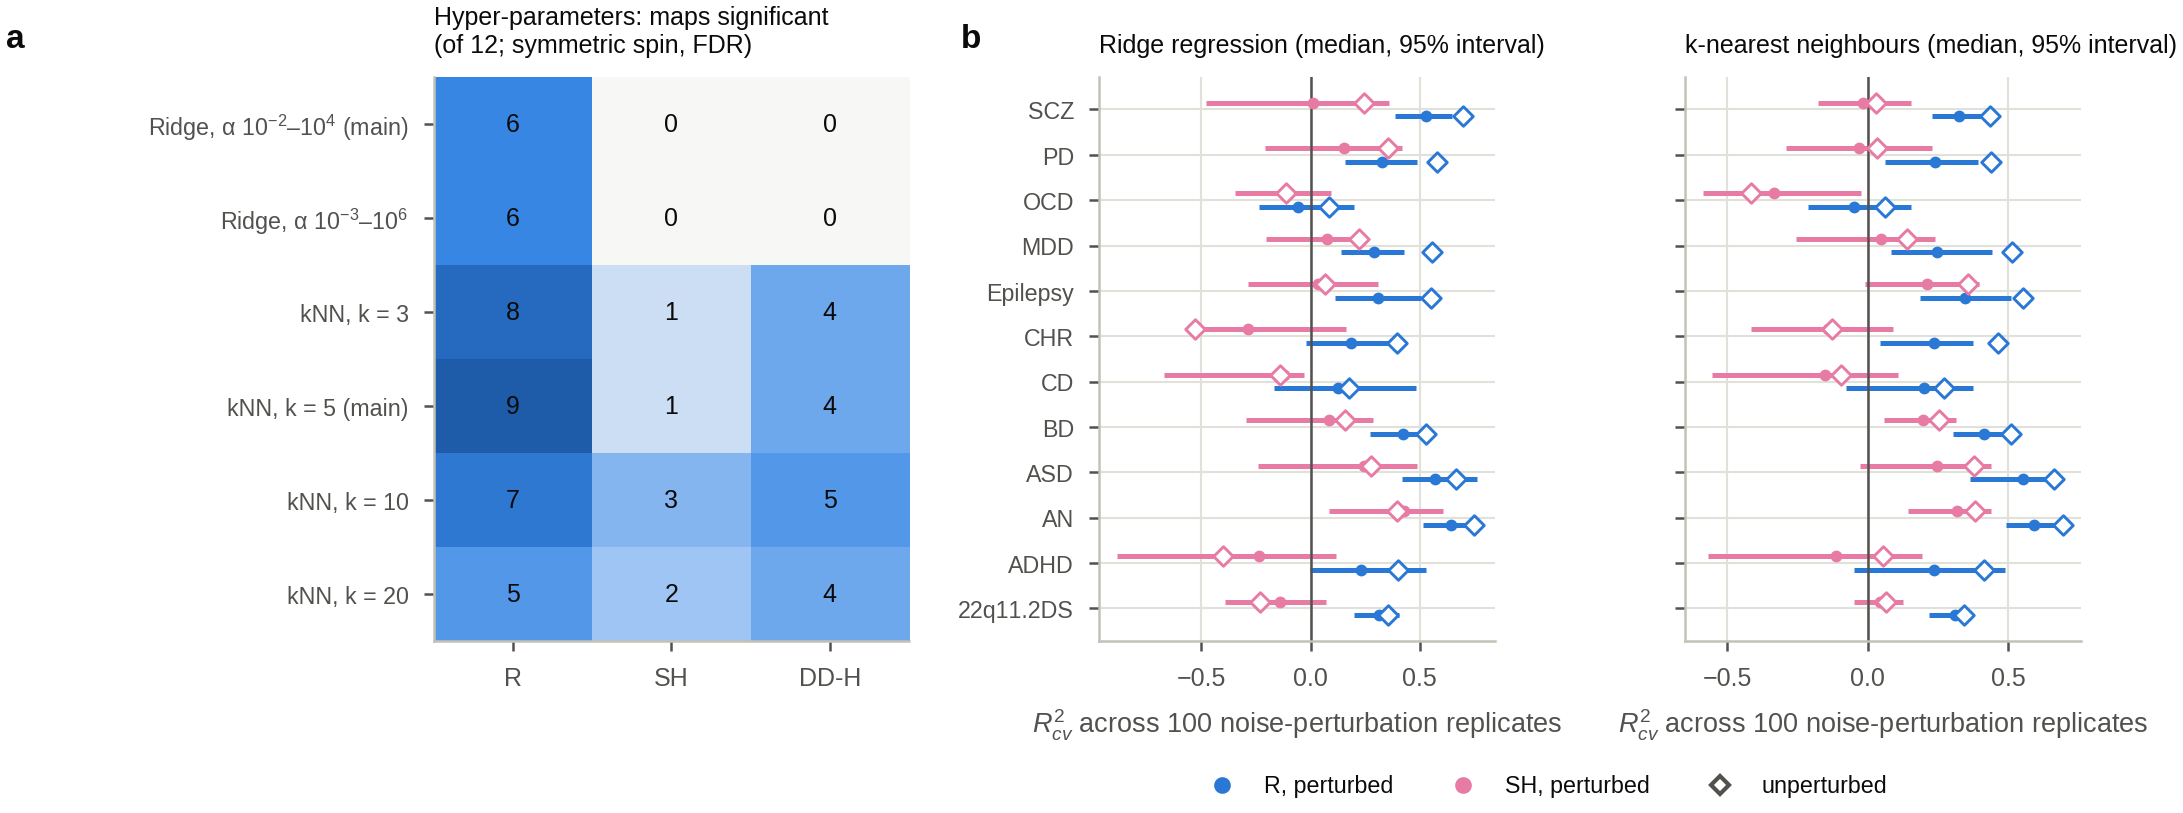 a
Hyper-parameters: maps significant
(of 12; symmetric spin, FDR)
Ridge, α 10⁻²–10⁴ (main)
6
0
0
Ridge, α 10⁻³–10⁶
6
0
0
kNN, k = 3
8
1
4
kNN, k = 5 (main)
9
1
4
kNN, k = 10
7
3
5
kNN, k = 20
5
2
4
R
SH
DD-H
b
Ridge regression (median, 95% interval)
SCZ
PD
OCD
MDD
Epilepsy
CHR
CD
BD
ASD
AN
ADHD
22q11.2DS
−0.5
0.0
0.5
R²cv across 100 noise-perturbation replicates
k-nearest neighbours (median, 95% interval)
−0.5
0.0
0.5
R²cv across 100 noise-perturbation replicates
R, perturbed
SH, perturbed
unperturbed